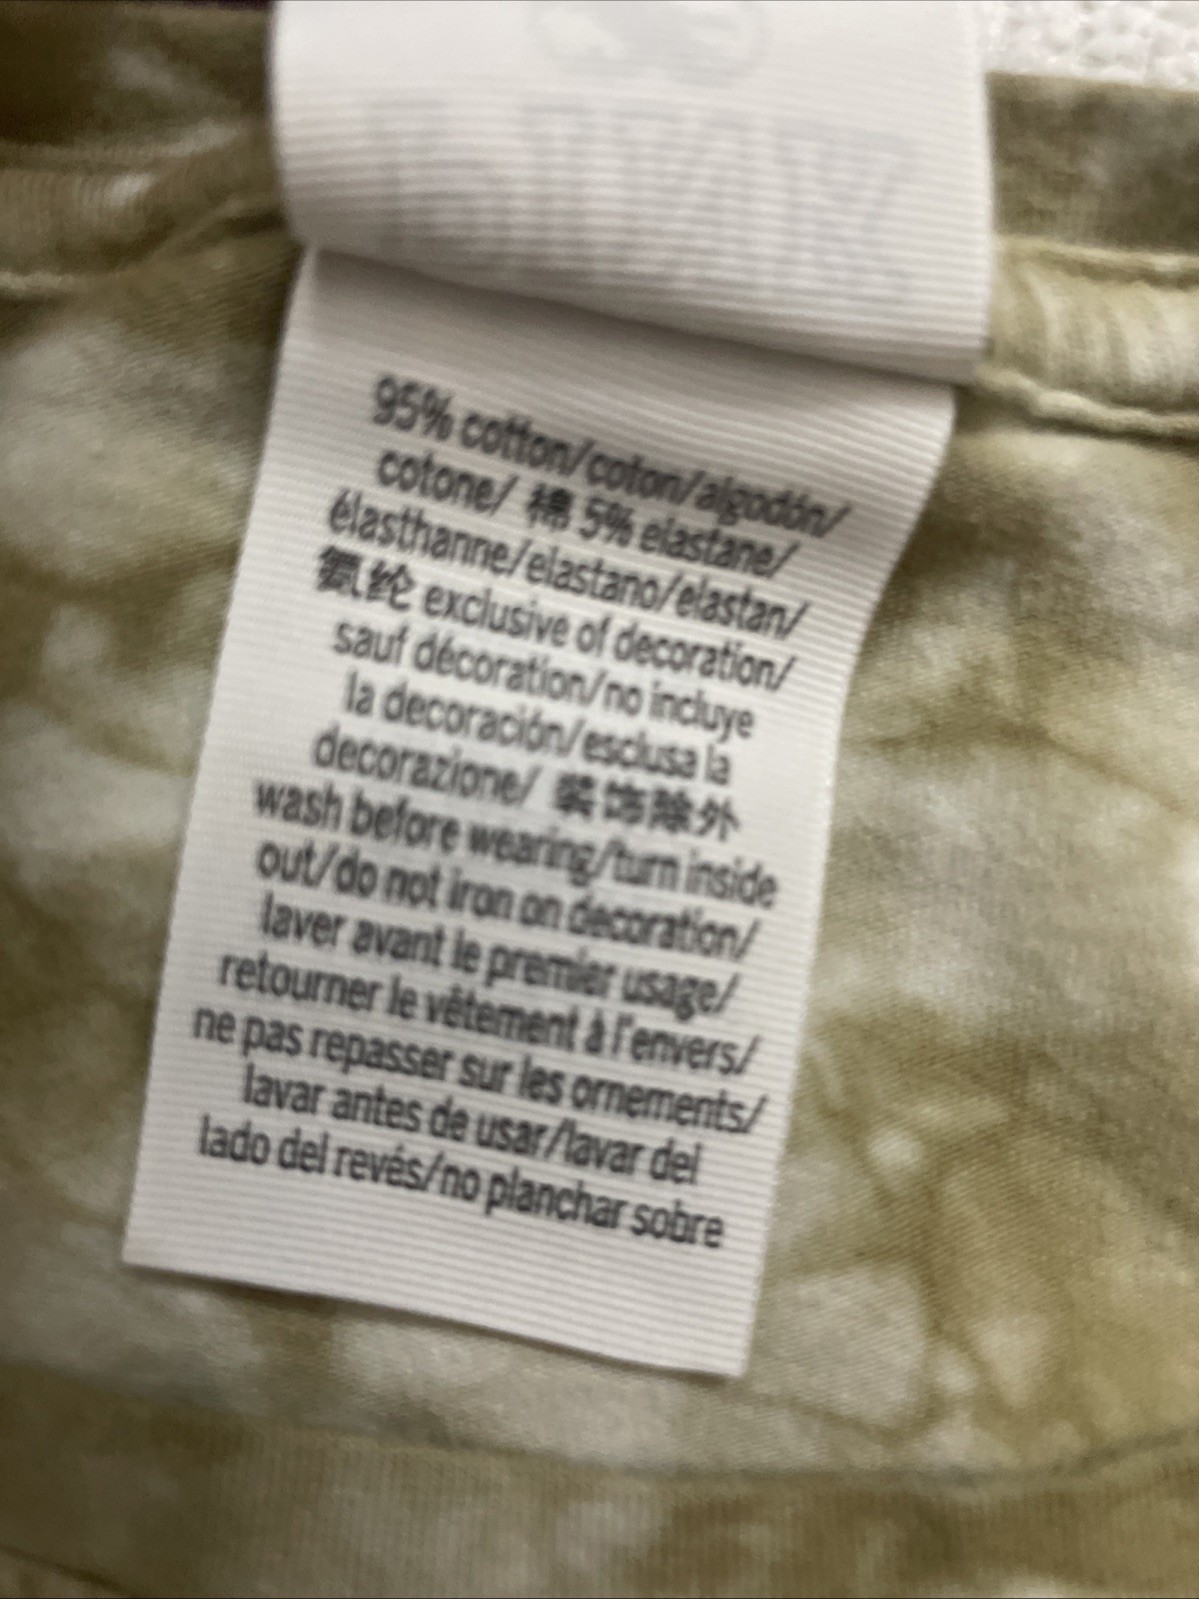 95% cotton/coton/algodón/
cotone/ 棉 5% elastane/
élasthanne/elastano/elastan/
氨纶 exclusive of decoration/
sauf décoration/no incluye
la decoración/esclusa la
decorazione/ 装饰除外
wash before wearing/turn inside
out/do not iron on decoration/
laver avant le premier usage/
retourner le vêtement à l'envers/
ne pas repasser sur les ornements/
lavar antes de usar/lavar del
lado del revés/no planchar sobre